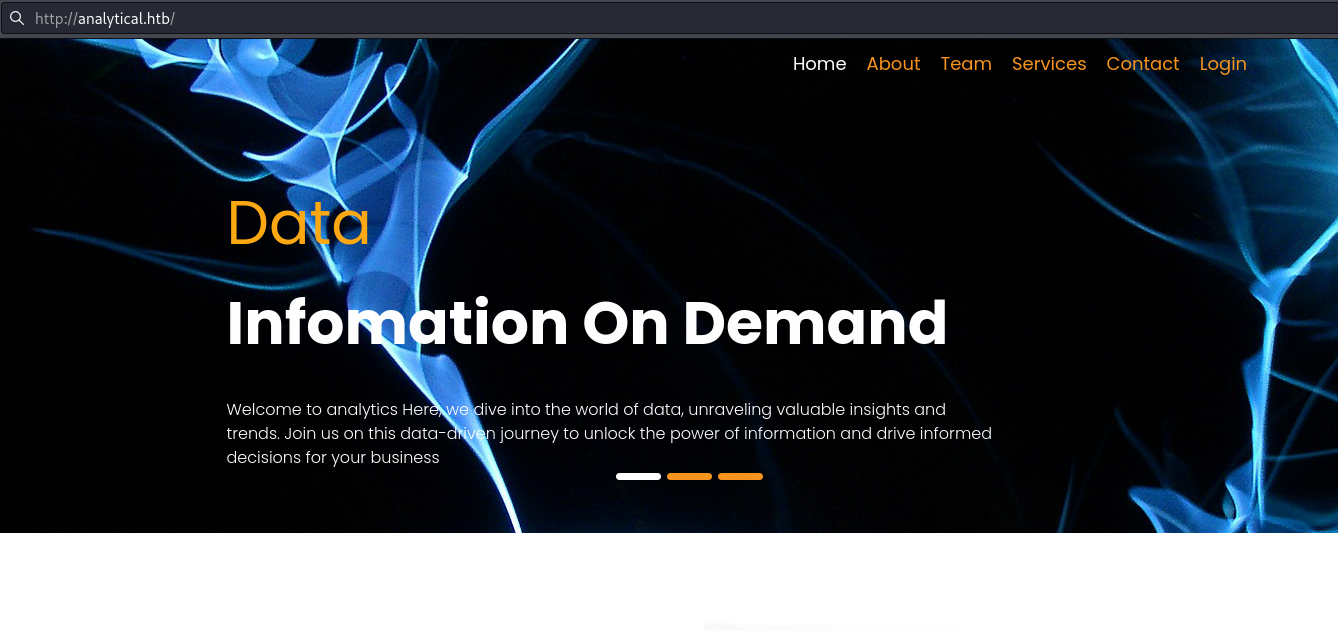 http://analytical.htb/
Home About Team Services Contact Login
Data
Infomation On Demand
Welcome to analytics Here, we dive into the world of data, unraveling valuable insights and
trends. Join us on this data-driven journey to unlock the power of information and drive informed
decisions for your business